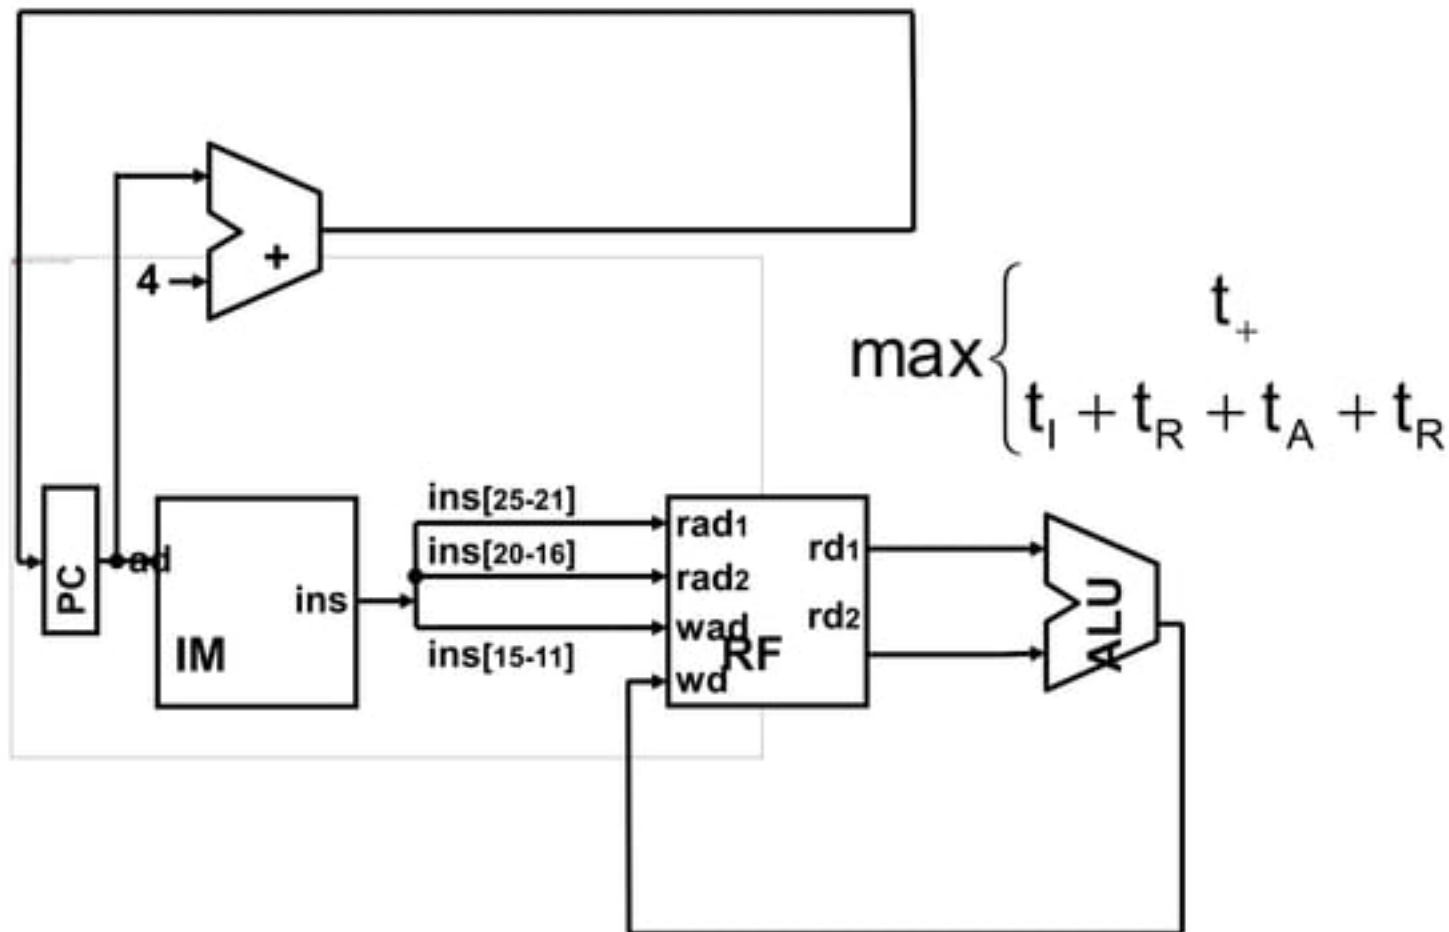 +
4
max { t+
tI + tR + tA + tR
PC
ad
IM
ins
ins[25-21]
ins[20-16]
ins[15-11]
rad1
rad2
wad
wd
RF
rd1
rd2
ALU